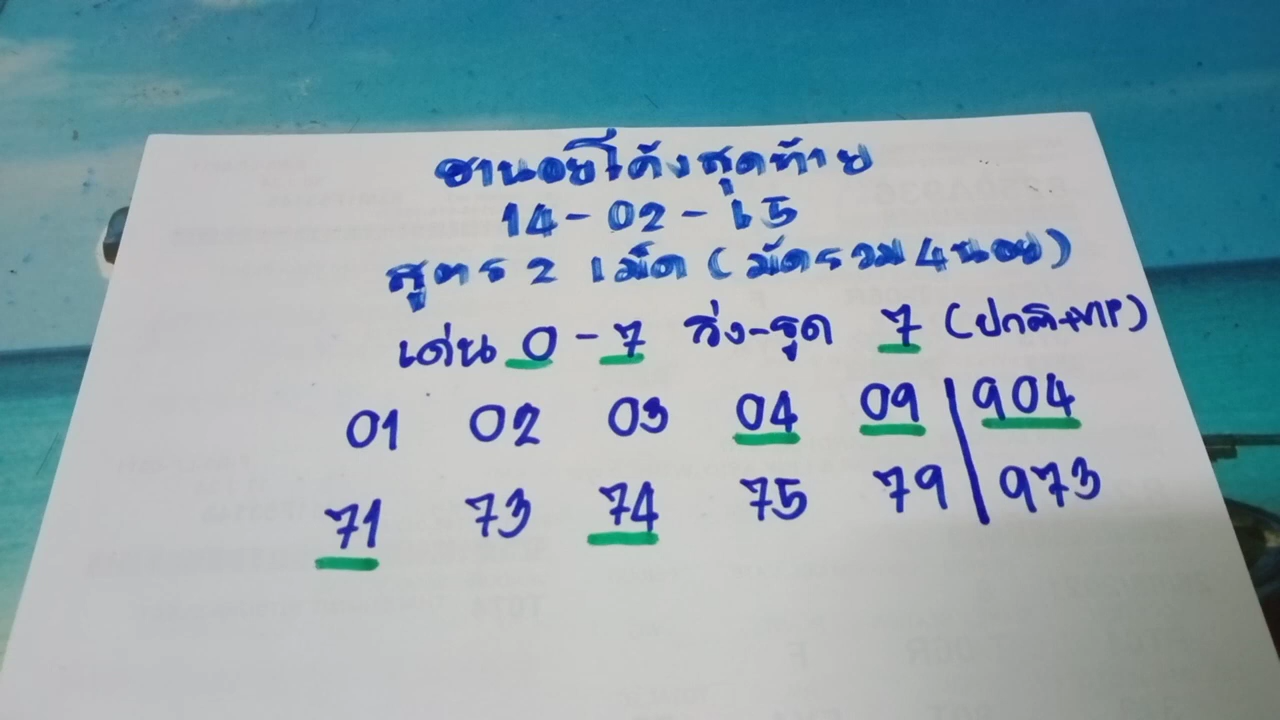 ฮานอยโค้งสุดท้าย
14-02-65
สูตร 2 เม็ด (มัดรวม 4 นอย)
เด่น 0-7 วิ่ง-รูด 7 (ปกติ+VIP)
01 02 03 04 09 | 904
71 73 74 75 79 | 973